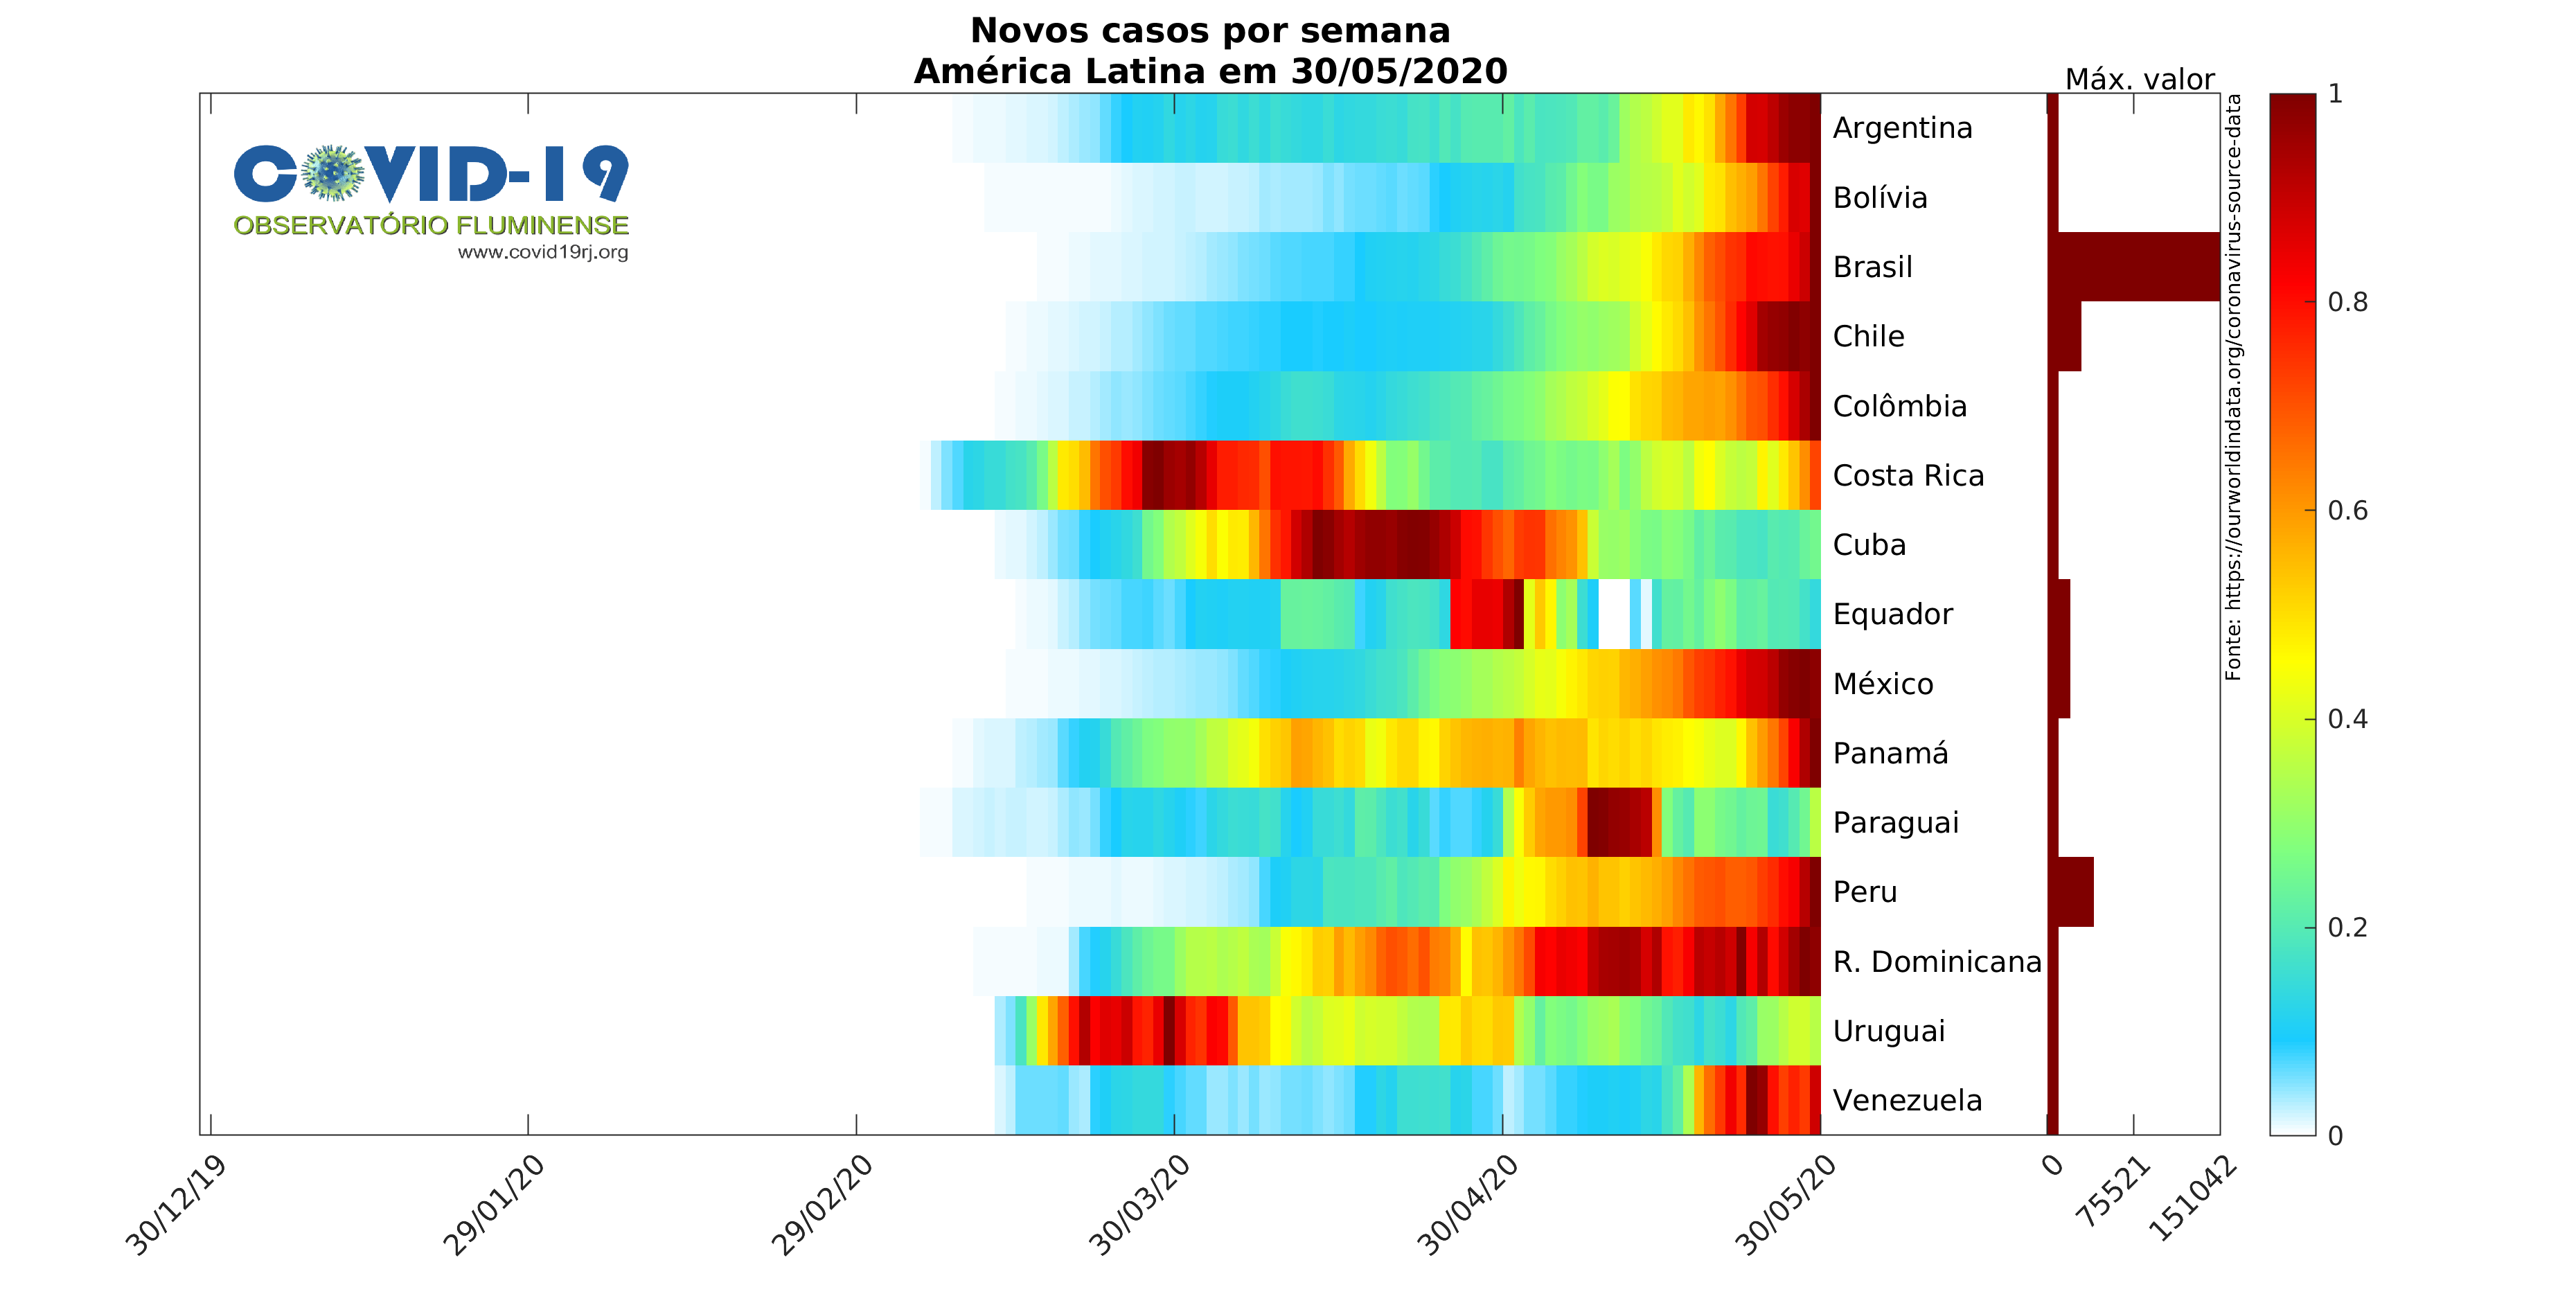 Novos casos por semana
América Latina em 30/05/2020
Máx. valor
COVID-19
OBSERVATÓRIO FLUMINENSE
www.covid19rj.org
Argentina
Bolívia
Brasil
Chile
Colômbia
Costa Rica
Cuba
Equador
México
Panamá
Paraguai
Peru
R. Dominicana
Uruguai
Venezuela
Fonte: https://ourworldindata.org/coronavirus-source-data
1
0.8
0.6
0.4
0.2
0
30/12/19
29/01/20
29/02/20
30/03/20
30/04/20
30/05/20
0
75521
151042